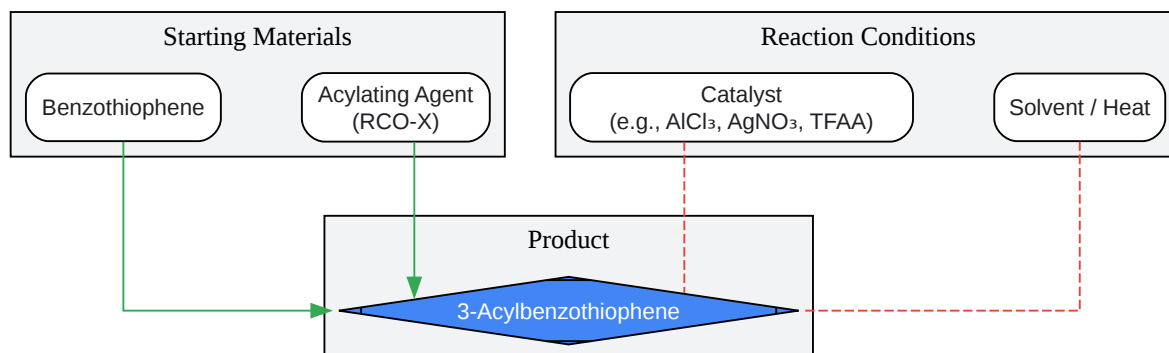 Starting Materials
Benzothiophene
Acylating Agent
(RCO-X)
Reaction Conditions
Catalyst
(e.g., AlCl₃, AgNO₃, TFAA)
Solvent / Heat
Product
3-Acylbenzothiophene